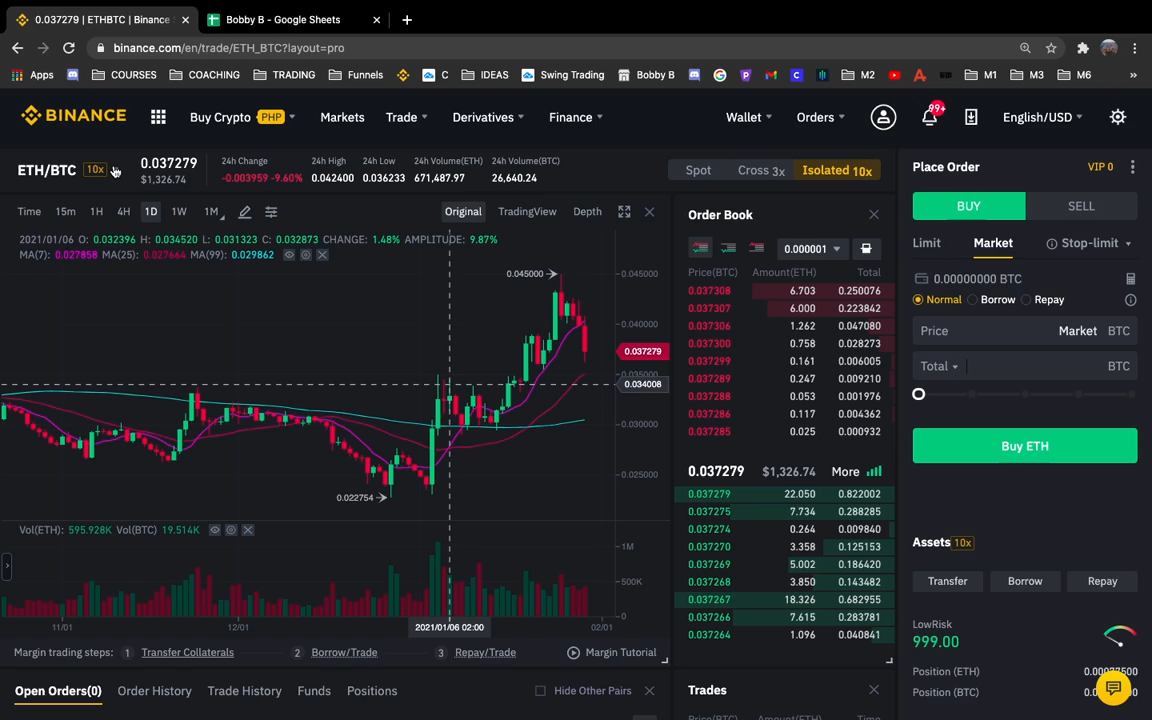 0.037279 | ETHBTC | Binance
Bobby B - Google Sheets
binance.com/en/trade/ETH_BTC?layout=pro
Apps COURSES COACHING TRADING Funnels C IDEAS Swing Trading Bobby B M2 M1 M3 M6 »
BINANCE Buy Crypto PHP Markets Trade Derivatives Finance Wallet Orders 99+ English/USD
ETH/BTC 10x
0.037279
$1,326.74
24h Change
-0.003959 -9.60%
24h High
0.042400
24h Low
0.036233
24h Volume(ETH)
671,487.97
24h Volume(BTC)
26,640.24
Spot Cross 3x Isolated 10x
Time 15m 1H 4H 1D 1W 1M Original TradingView Depth
2021/01/06 O: 0.032396 H: 0.034520 L: 0.031323 C: 0.032873 CHANGE: 1.48% AMPLITUDE: 9.87%
MA(7): 0.027858 MA(25): 0.027664 MA(99): 0.029862
0.045000
0.045000
0.040000
0.037279
0.034008
0.030000
0.025000
0.022754
Vol(ETH): 595.928K Vol(BTC) 19.514K
1M
500K
0
11/01 12/01 2021/01/06 02:00 02/01
Margin trading steps: 1 Transfer Collaterals 2 Borrow/Trade 3 Repay/Trade Margin Tutorial
Open Orders(0) Order History Trade History Funds Positions Hide Other Pairs
Order Book
0.000001
Price(BTC) Amount(ETH) Total
0.037308 6.703 0.250076
0.037307 6.000 0.223842
0.037306 1.262 0.047080
0.037300 0.758 0.028273
0.037299 0.161 0.006005
0.037289 0.247 0.009210
0.037288 0.053 0.001976
0.037286 0.117 0.004362
0.037285 0.025 0.000932
0.037279 $1,326.74 More
0.037279 22.050 0.822002
0.037275 7.734 0.288285
0.037274 0.264 0.009840
0.037270 3.358 0.125153
0.037269 5.002 0.186420
0.037268 3.850 0.143482
0.037267 18.326 0.682955
0.037266 7.615 0.283781
0.037264 1.096 0.040841
Trades
Place Order VIP 0
BUY SELL
Limit Market Stop-limit
0.00000000 BTC
Normal Borrow Repay
Price Market BTC
Total BTC
Buy ETH
Assets 10x
Transfer Borrow Repay
LowRisk
999.00
Position (ETH)
Position (BTC)